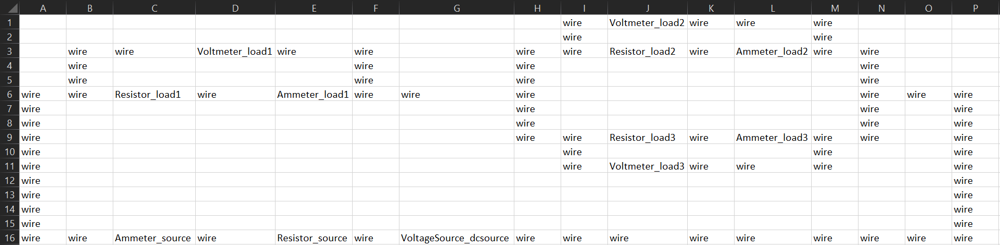 A B C D E F G H I J K L M N O P
1 wire Voltmeter_load2 wire wire wire
2 wire wire
3 wire wire Voltmeter_load1 wire wire wire wire Resistor_load2 wire Ammeter_load2 wire wire
4 wire wire wire wire
5 wire wire wire wire
6 wire wire Resistor_load1 wire Ammeter_load1 wire wire wire wire wire wire
7 wire wire wire wire
8 wire wire wire wire
9 wire wire wire Resistor_load3 wire Ammeter_load3 wire wire wire
10 wire wire wire wire
11 wire wire Voltmeter_load3 wire wire wire wire
12 wire wire
13 wire wire
14 wire wire
15 wire wire
16 wire wire Ammeter_source wire Resistor_source wire VoltageSource_dcsource wire wire wire wire wire wire wire wire wire